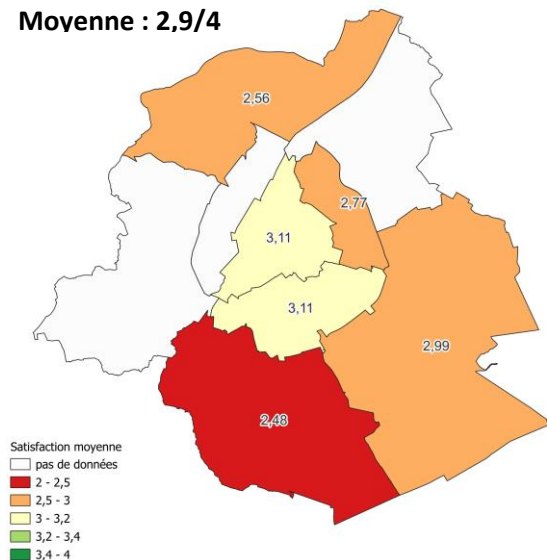 Moyenne : 2,9/4
2,56
2,77
3,11
3,11
2,99
2,48
Satisfaction moyenne
pas de données
2 - 2,5
2,5 - 3
3 - 3,2
3,2 - 3,4
3,4 - 4